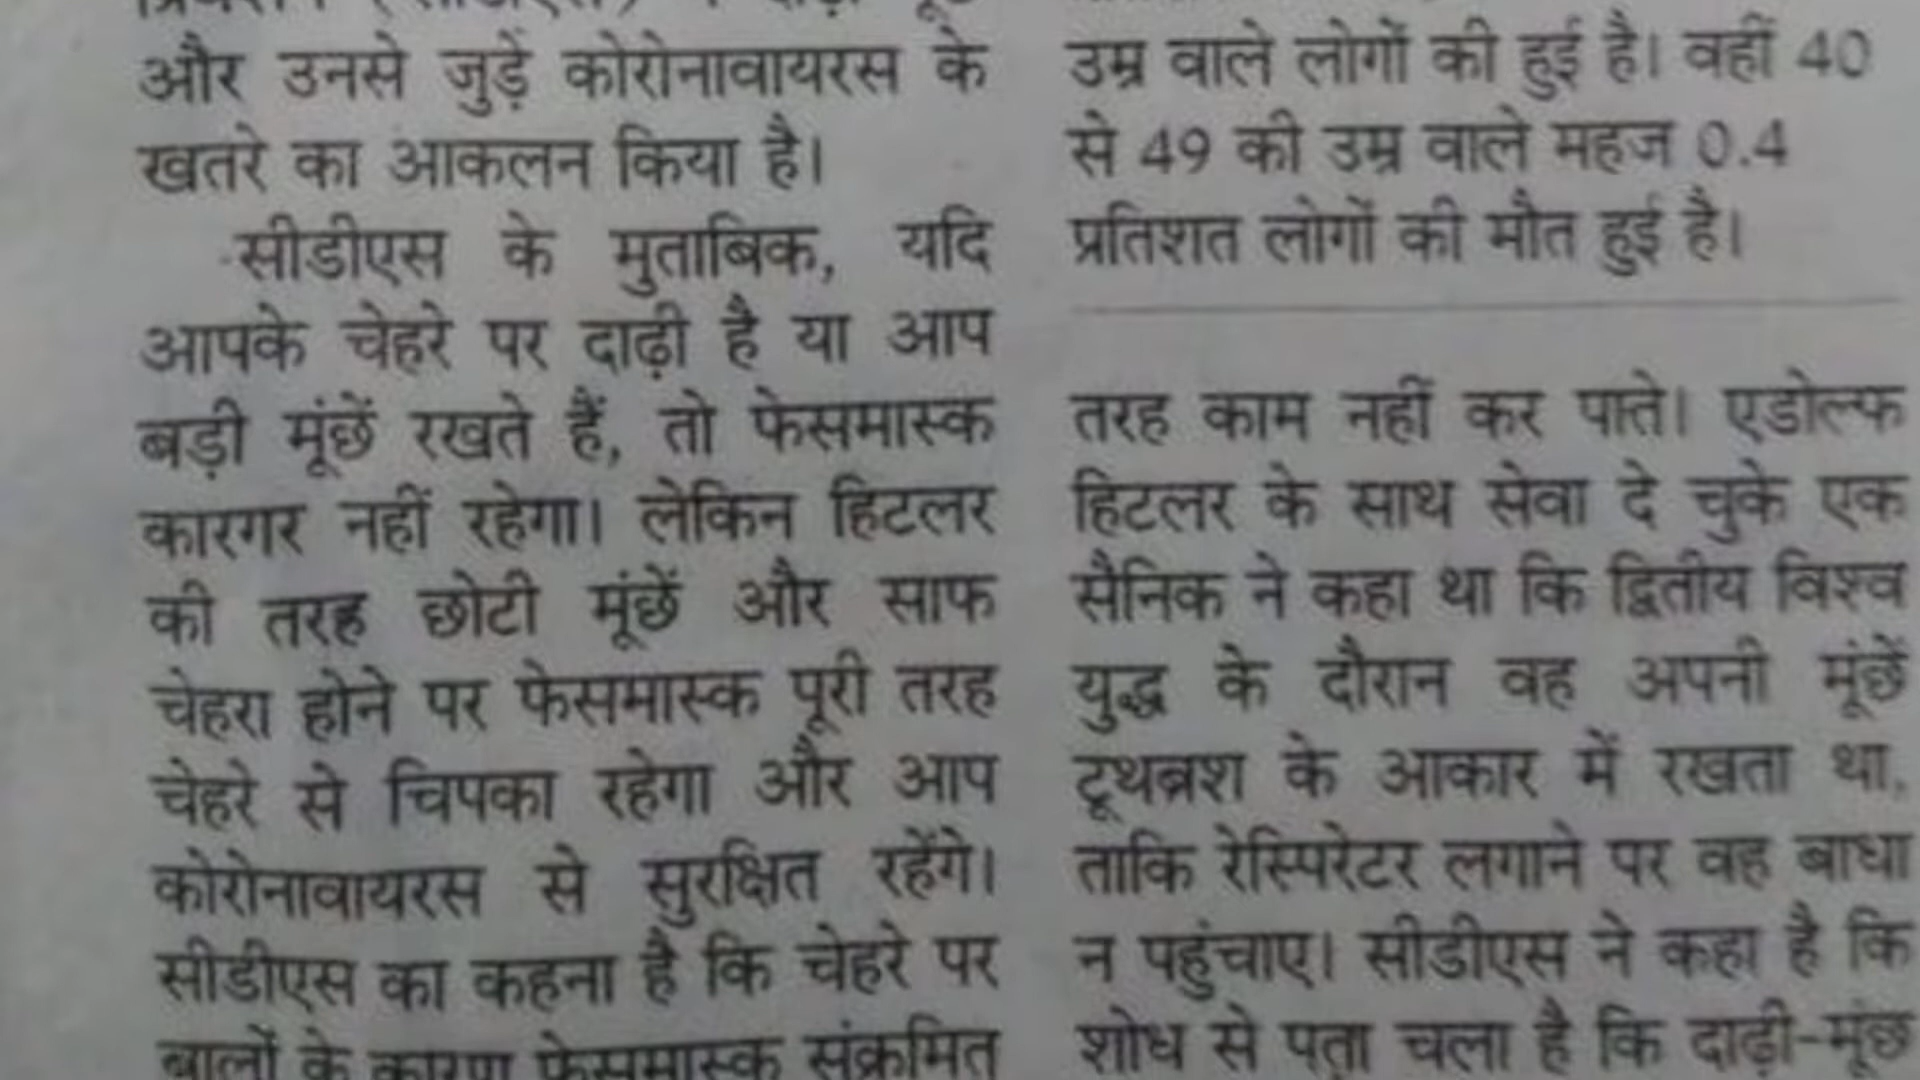 और उनसे जुड़ें कोरोनावायरस के
खतरे का आकलन किया है।
सीडीएस के मुताबिक, यदि
आपके चेहरे पर दाढ़ी है या आप
बड़ी मूंछें रखते हैं, तो फेसमास्क
कारगर नहीं रहेगा। लेकिन हिटलर
की तरह छोटी मूंछें और साफ
चेहरा होने पर फेसमास्क पूरी तरह
चेहरे से चिपका रहेगा और आप
कोरोनावायरस से सुरक्षित रहेंगे।
सीडीएस का कहना है कि चेहरे पर
बालों के कारण फेसमास्क संक्रमित
उम्र वाले लोगों की हुई है। वहीं 40
से 49 की उम्र वाले महज 0.4
प्रतिशत लोगों की मौत हुई है।
तरह काम नहीं कर पाते। एडोल्फ
हिटलर के साथ सेवा दे चुके एक
सैनिक ने कहा था कि द्वितीय विश्व
युद्ध के दौरान वह अपनी मूंछें
टूथब्रश के आकार में रखता था,
ताकि रेस्पिरेटर लगाने पर वह बाधा
न पहुंचाए। सीडीएस ने कहा है कि
शोध से पता चला है कि दाढ़ी-मूंछ